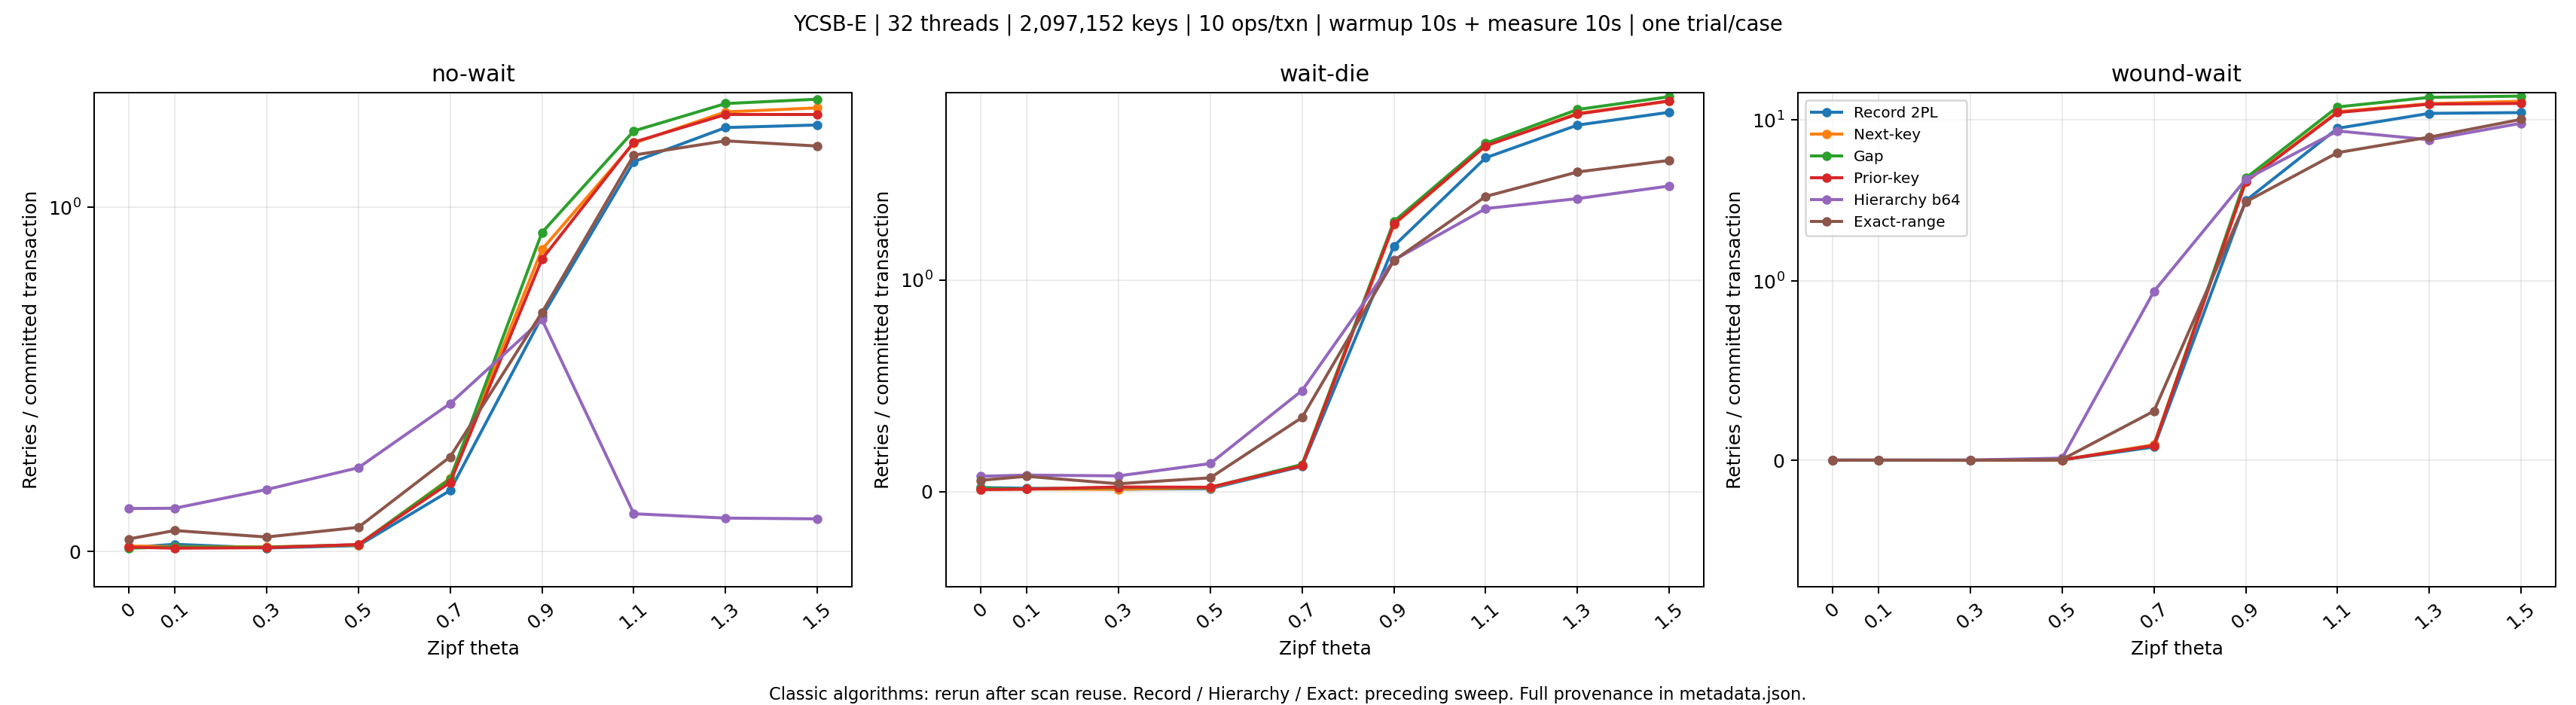 YCSB-E | 32 threads | 2,097,152 keys | 10 ops/txn | warmup 10s + measure 10s | one trial/case
no-wait
Retries / committed transaction
10^0
0
0
0.1
0.3
0.5
0.7
0.9
1.1
1.3
1.5
Zipf theta
wait-die
Retries / committed transaction
10^0
0
0
0.1
0.3
0.5
0.7
0.9
1.1
1.3
1.5
Zipf theta
wound-wait
Retries / committed transaction
10^1
10^0
0
Record 2PL
Next-key
Gap
Prior-key
Hierarchy b64
Exact-range
0
0.1
0.3
0.5
0.7
0.9
1.1
1.3
1.5
Zipf theta
Classic algorithms: rerun after scan reuse. Record / Hierarchy / Exact: preceding sweep. Full provenance in metadata.json.